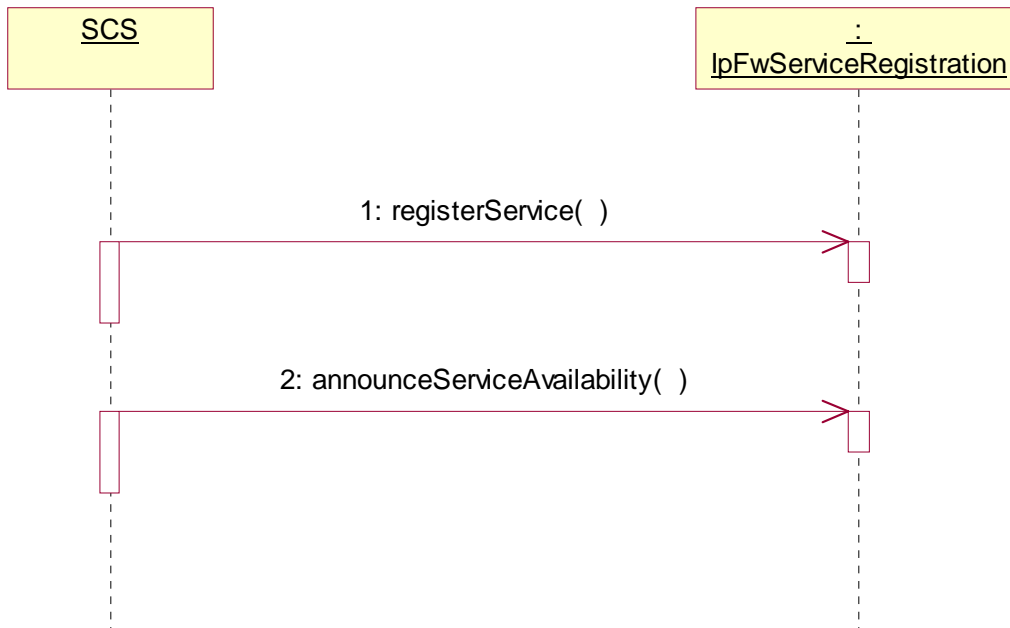 SCS
:
IpFwServiceRegistration
1: registerService(  )
2: announceServiceAvailability(  )